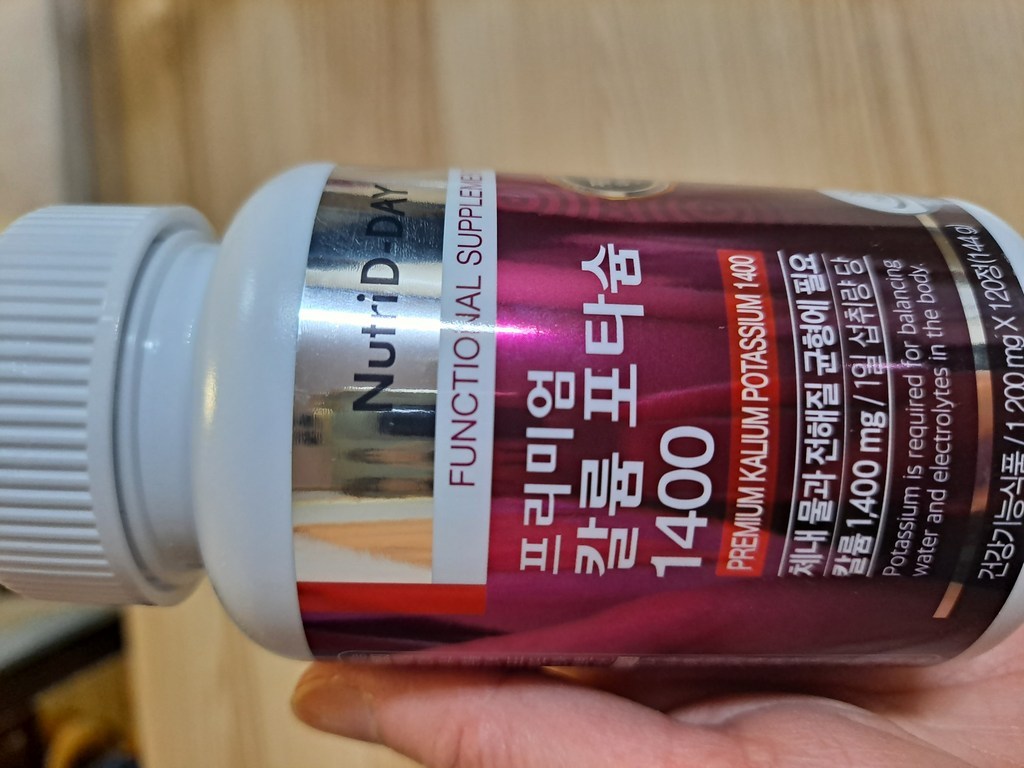 NutriD-DAY
FUNCTIONAL SUPPLEMENT
프리미엄
칼륨 포타슘
1400
PREMIUM KALIUM POTASSIUM 1400
체내 물과 전해질 균형에 필요
칼륨 1,400 mg / 1일 섭취량 당
Potassium is required for balancing
water and electrolytes in the body.
건강기능식품 / 1,200 mg X 120정(144 g)